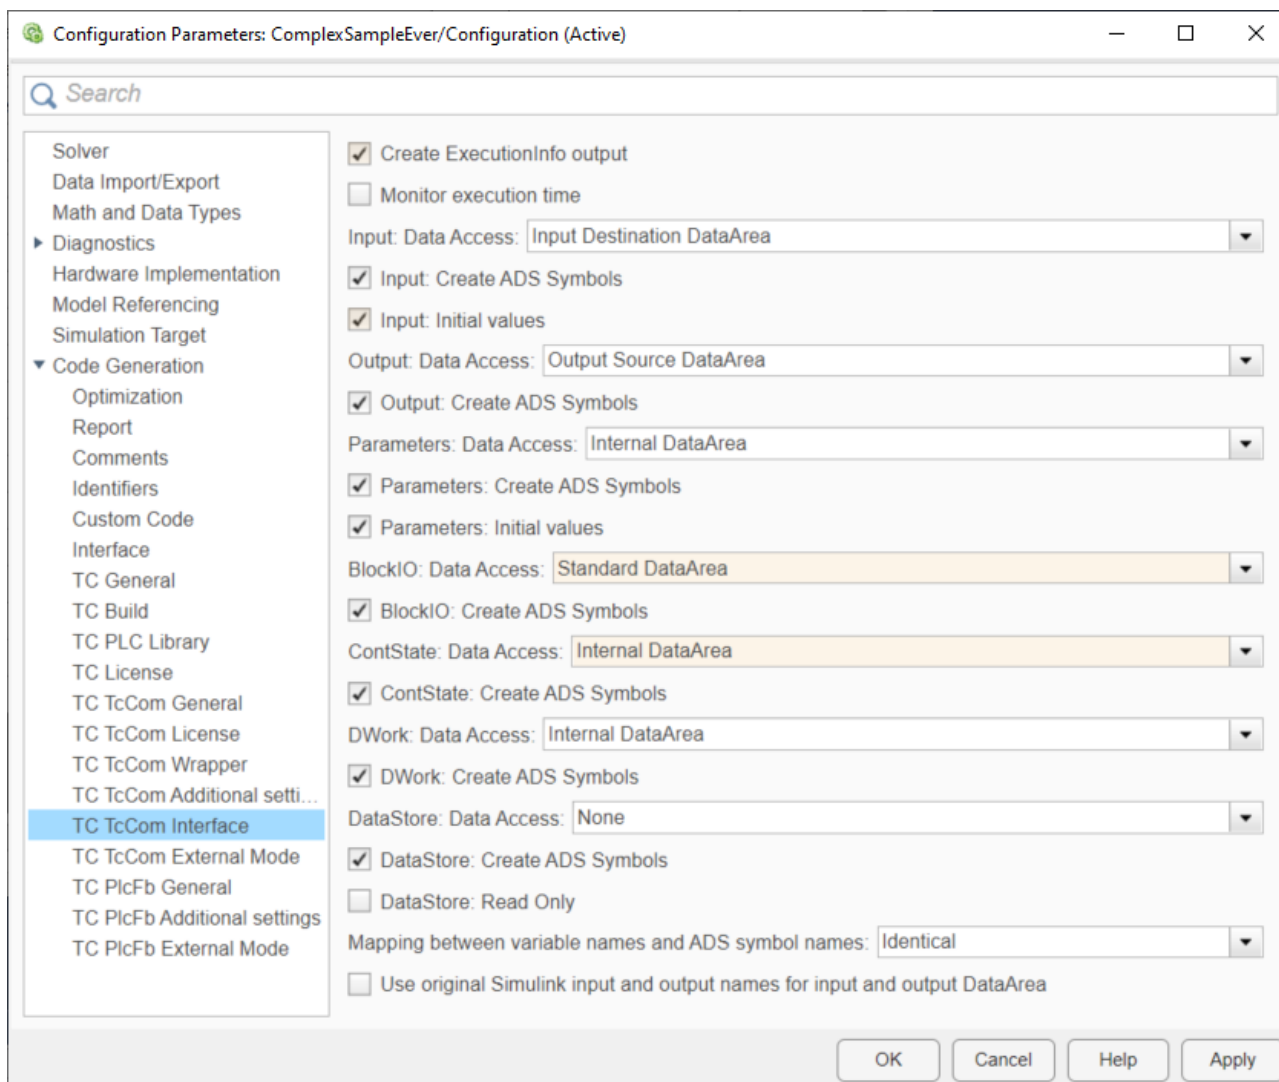 Configuration Parameters: ComplexSampleEver/Configuration (Active)
Search
Solver
Data Import/Export
Math and Data Types
Diagnostics
Hardware Implementation
Model Referencing
Simulation Target
Code Generation
Optimization
Report
Comments
Identifiers
Custom Code
Interface
TC General
TC Build
TC PLC Library
TC License
TC TcCom General
TC TcCom License
TC TcCom Wrapper
TC TcCom Additional setti...
TC TcCom Interface
TC TcCom External Mode
TC PlcFb General
TC PlcFb Additional settings
TC PlcFb External Mode
Create ExecutionInfo output
Monitor execution time
Input: Data Access: Input Destination DataArea
Input: Create ADS Symbols
Input: Initial values
Output: Data Access: Output Source DataArea
Output: Create ADS Symbols
Parameters: Data Access: Internal DataArea
Parameters: Create ADS Symbols
Parameters: Initial values
BlockIO: Data Access: Standard DataArea
BlockIO: Create ADS Symbols
ContState: Data Access: Internal DataArea
ContState: Create ADS Symbols
DWork: Data Access: Internal DataArea
DWork: Create ADS Symbols
DataStore: Data Access: None
DataStore: Create ADS Symbols
DataStore: Read Only
Mapping between variable names and ADS symbol names: Identical
Use original Simulink input and output names for input and output DataArea
OK Cancel Help Apply